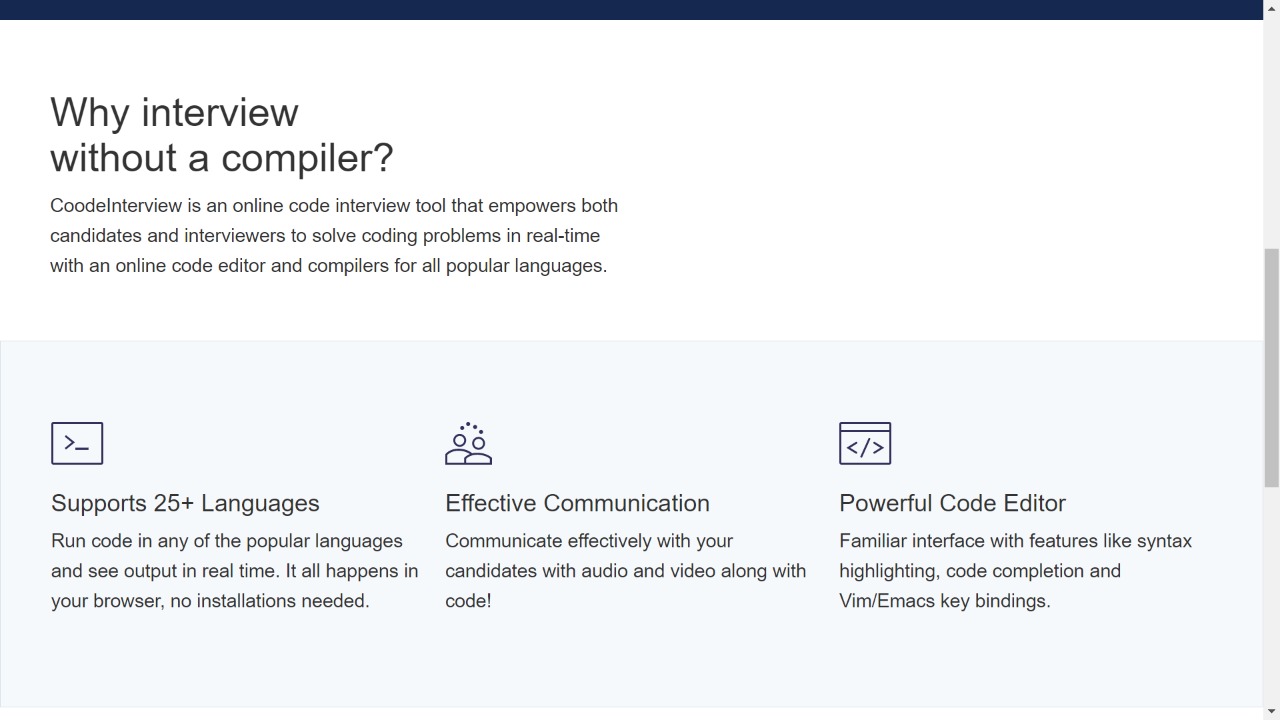 Why interview
without a compiler?
CoodeInterview is an online code interview tool that empowers both
candidates and interviewers to solve coding problems in real-time
with an online code editor and compilers for all popular languages.
>_
</>
Supports 25+ Languages
Run code in any of the popular languages
and see output in real time. It all happens in
your browser, no installations needed.
Effective Communication
Communicate effectively with your
candidates with audio and video along with
code!
Powerful Code Editor
Familiar interface with features like syntax
highlighting, code completion and
Vim/Emacs key bindings.